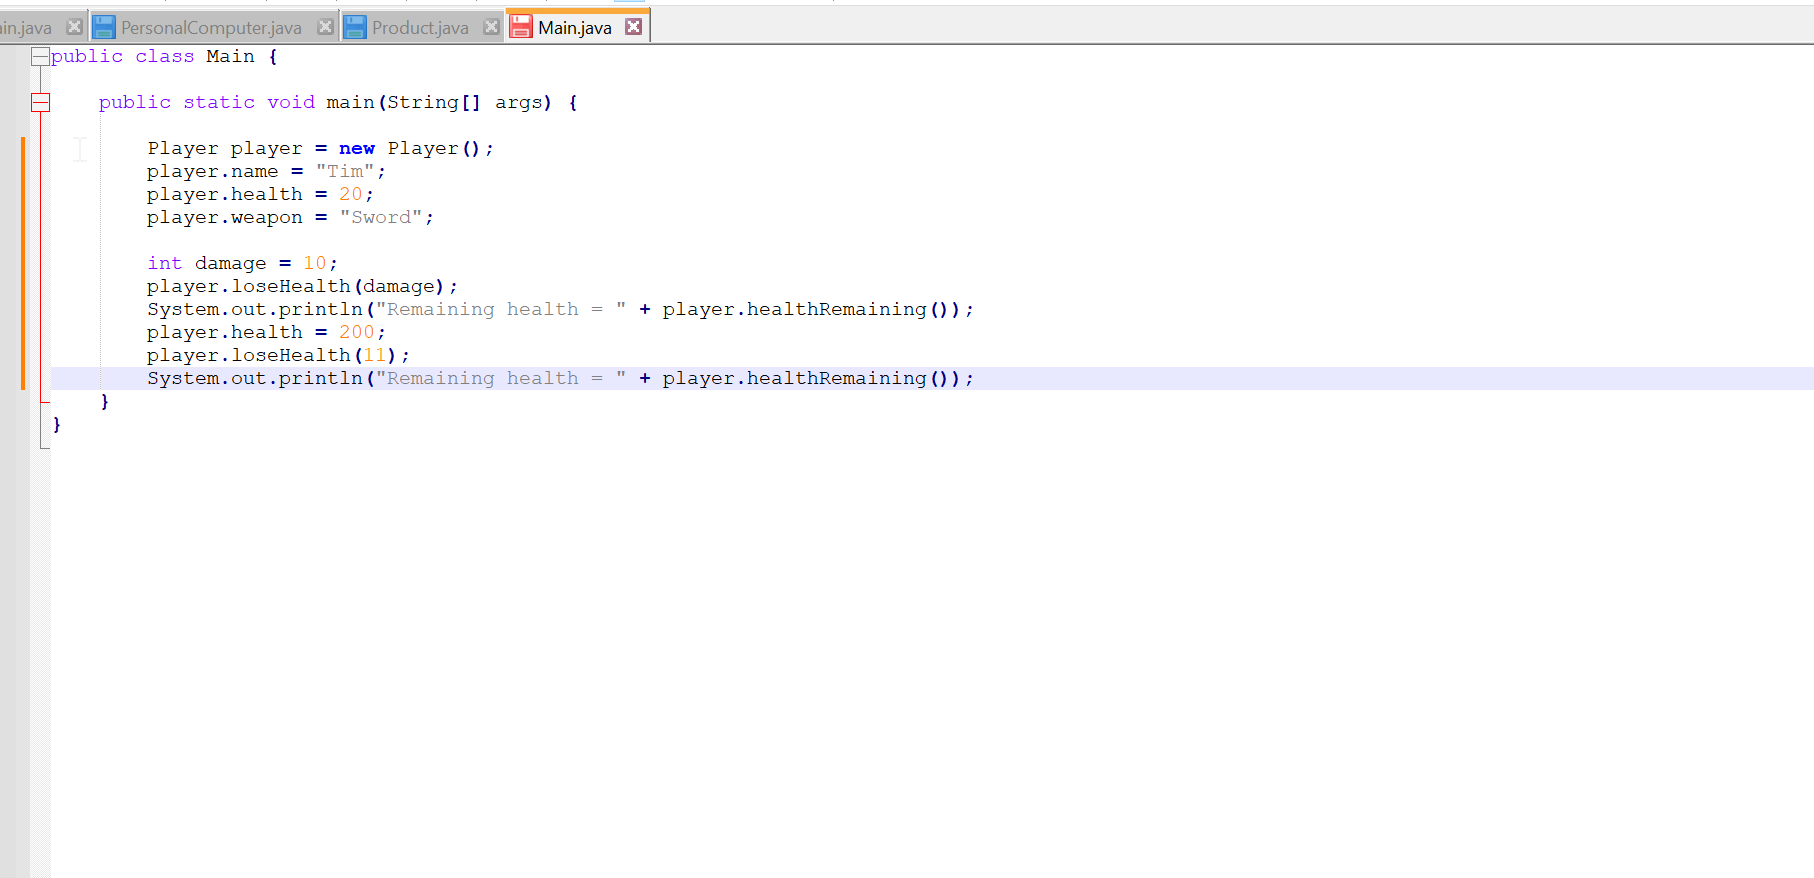 ain.java PersonalComputer.java Product.java Main.java
public class Main {
public static void main(String[] args) {
Player player = new Player();
player.name = "Tim";
player.health = 20;
player.weapon = "Sword";
int damage = 10;
player.loseHealth(damage);
System.out.println("Remaining health = " + player.healthRemaining());
player.health = 200;
player.loseHealth(11);
System.out.println("Remaining health = " + player.healthRemaining());
}
}